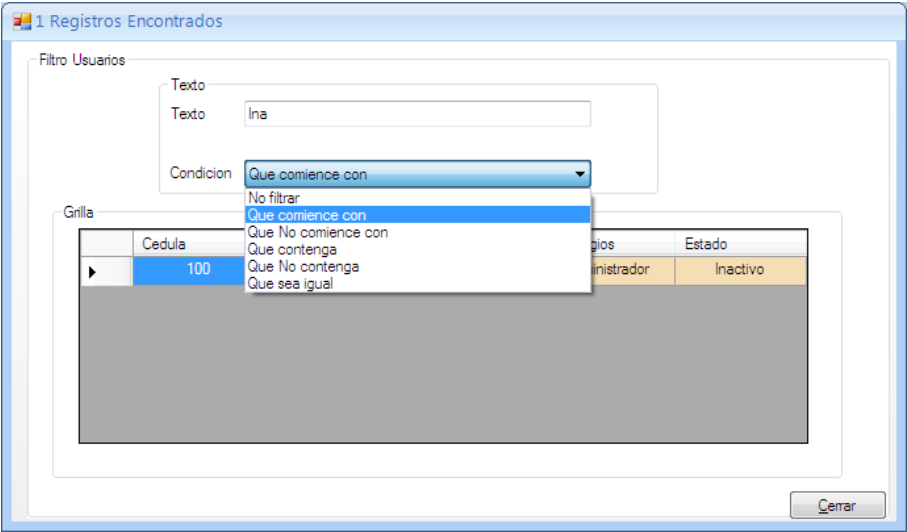 1 Registros Encontrados
Filtro Usuarios
Texto
Texto Ina
Condicion Que comience con
No filtrar
Que comience con
Que No comience con
Que contenga
Que No contenga
Que sea igual
Grilla
Cedula gios Estado
100 inistrador Inactivo
Cerrar